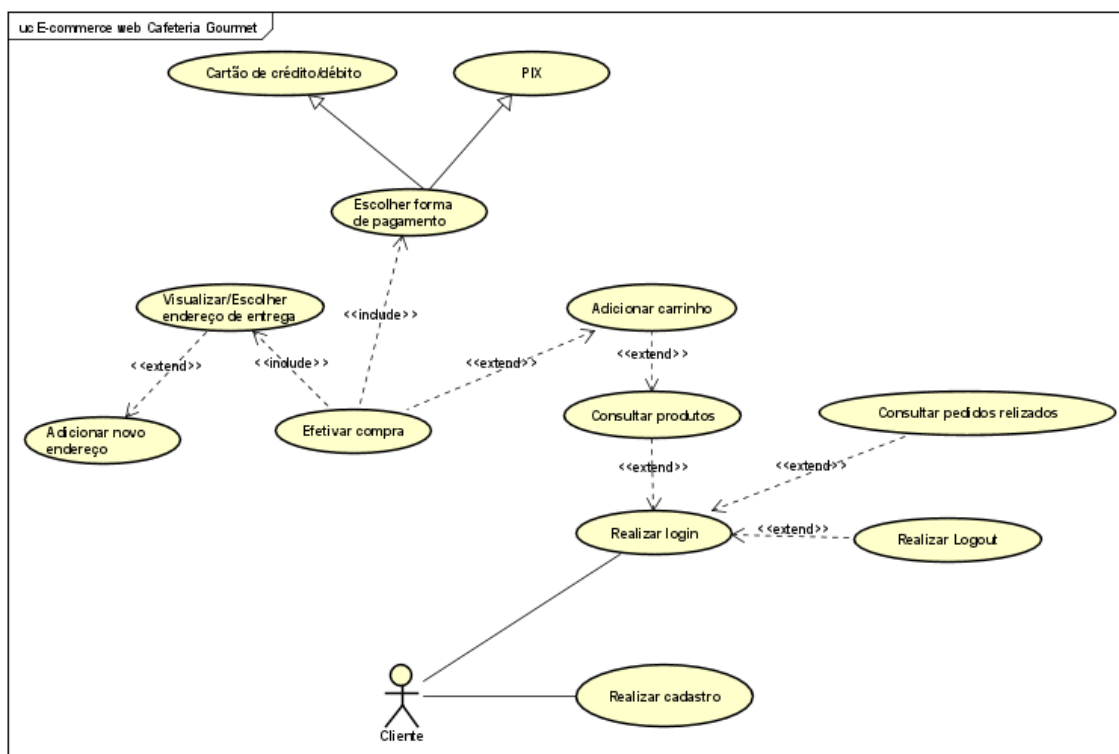 uc E-commerce web Cafeteria Gourmet
Cartão de crédito/débito
PIX
Escolher forma
de pagamento
Visualizar/Escolher
endereço de entrega
<<include>>
Adicionar carrinho
<<extend>>
<<include>>
<<extend>>
<<extend>>
Adicionar novo
endereço
Efetivar compra
Consultar produtos
Consultar pedidos relizados
<<extend>>
<<extend>>
Realizar login
<<extend>>
Realizar Logout
Realizar cadastro
Cliente